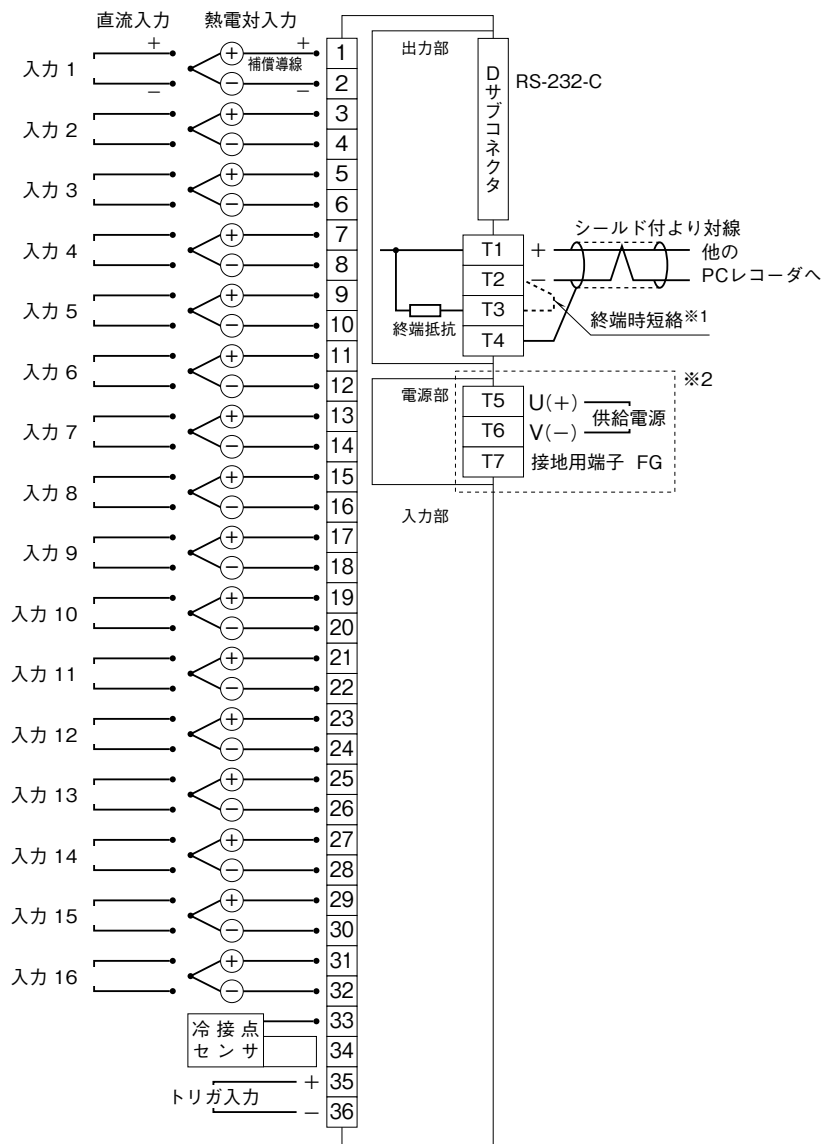 直流入力 熱電対入力
入力 1 + − + − + 補償導線 − 1
2
入力 2 + − 3
4
入力 3 + − 5
6
入力 4 + − 7
8
入力 5 + − 9
10
入力 6 + − 11
12
入力 7 + − 13
14
入力 8 + − 15
16
入力 9 + − 17
18
入力 10 + − 19
20
入力 11 + − 21
22
入力 12 + − 23
24
入力 13 + − 25
26
入力 14 + − 27
28
入力 15 + − 29
30
入力 16 + − 31
32
冷接点
センサ
33
34
トリガ入力 + 35
− 36
出力部
Dサブコネクタ
RS-232-C
T1 +
T2 −
T3
T4
終端抵抗
シールド付より対線
他の
PCレコーダへ
終端時短絡※1
※2
電源部
T5 U(+)
T6 V(−)
供給電源
T7 接地用端子 FG
入力部